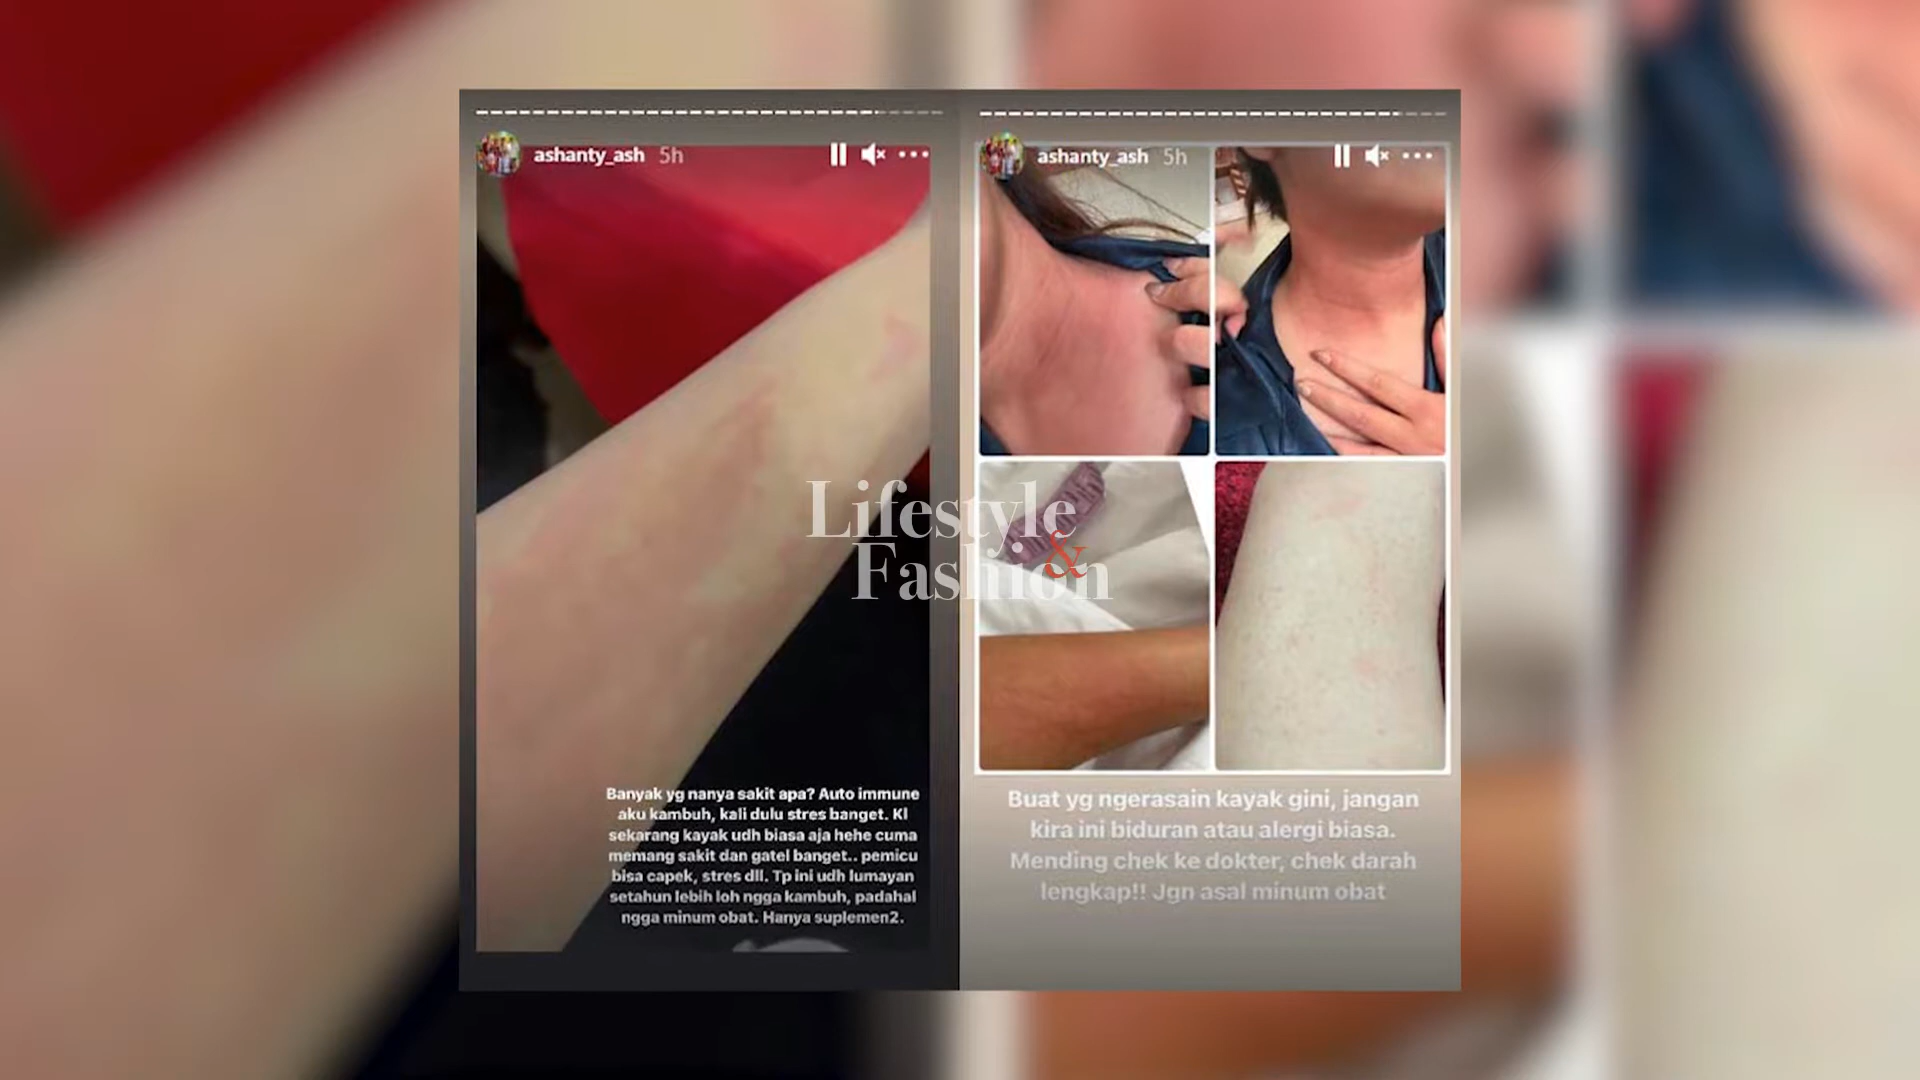 ashanty_ash 5h
Banyak yg nanya sakit apa? Auto immune
aku kambuh, kali dulu stres banget. Kl
sekarang kayak udh biasa aja hehe cuma
memang sakit dan gatel banget.. pemicu
bisa capek, stres dll. Tp ini udh lumayan
setahun lebih loh ngga kambuh, padahal
ngga minum obat. Hanya suplemen2.
ashanty_ash 5h
Buat yg ngerasain kayak gini, jangan
kira ini biduran atau alergi biasa.
Mending chek ke dokter, chek darah
lengkap!! Jgn asal minum obat
Lifestyle
& Fashion